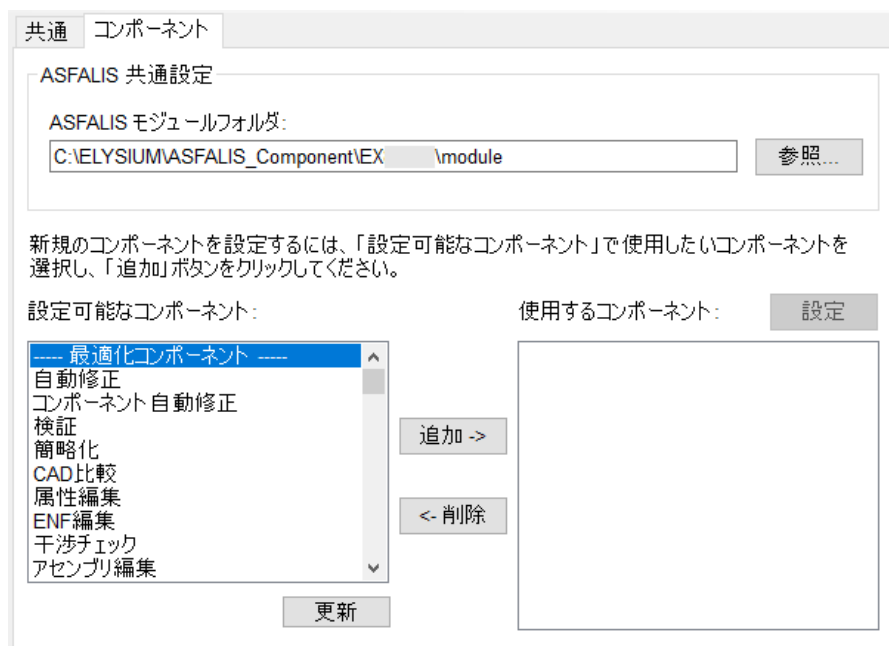 共通 コンポーネント
ASFALIS 共通設定
ASFALIS モジュールフォルダ:
C:\ELYSIUM\ASFALIS_Component\EX \module 参照...
新規のコンポーネントを設定するには、「設定可能なコンポーネント」で使用したいコンポーネントを
選択し、「追加」ボタンをクリックしてください。
設定可能なコンポーネント: 使用するコンポーネント: 設定
----- 最適化コンポーネント -----
自動修正
コンポーネント自動修正
検証
簡略化
CAD比較
属性編集
ENF編集
干渉チェック
アセンブリ編集
追加 ->
<- 削除
更新